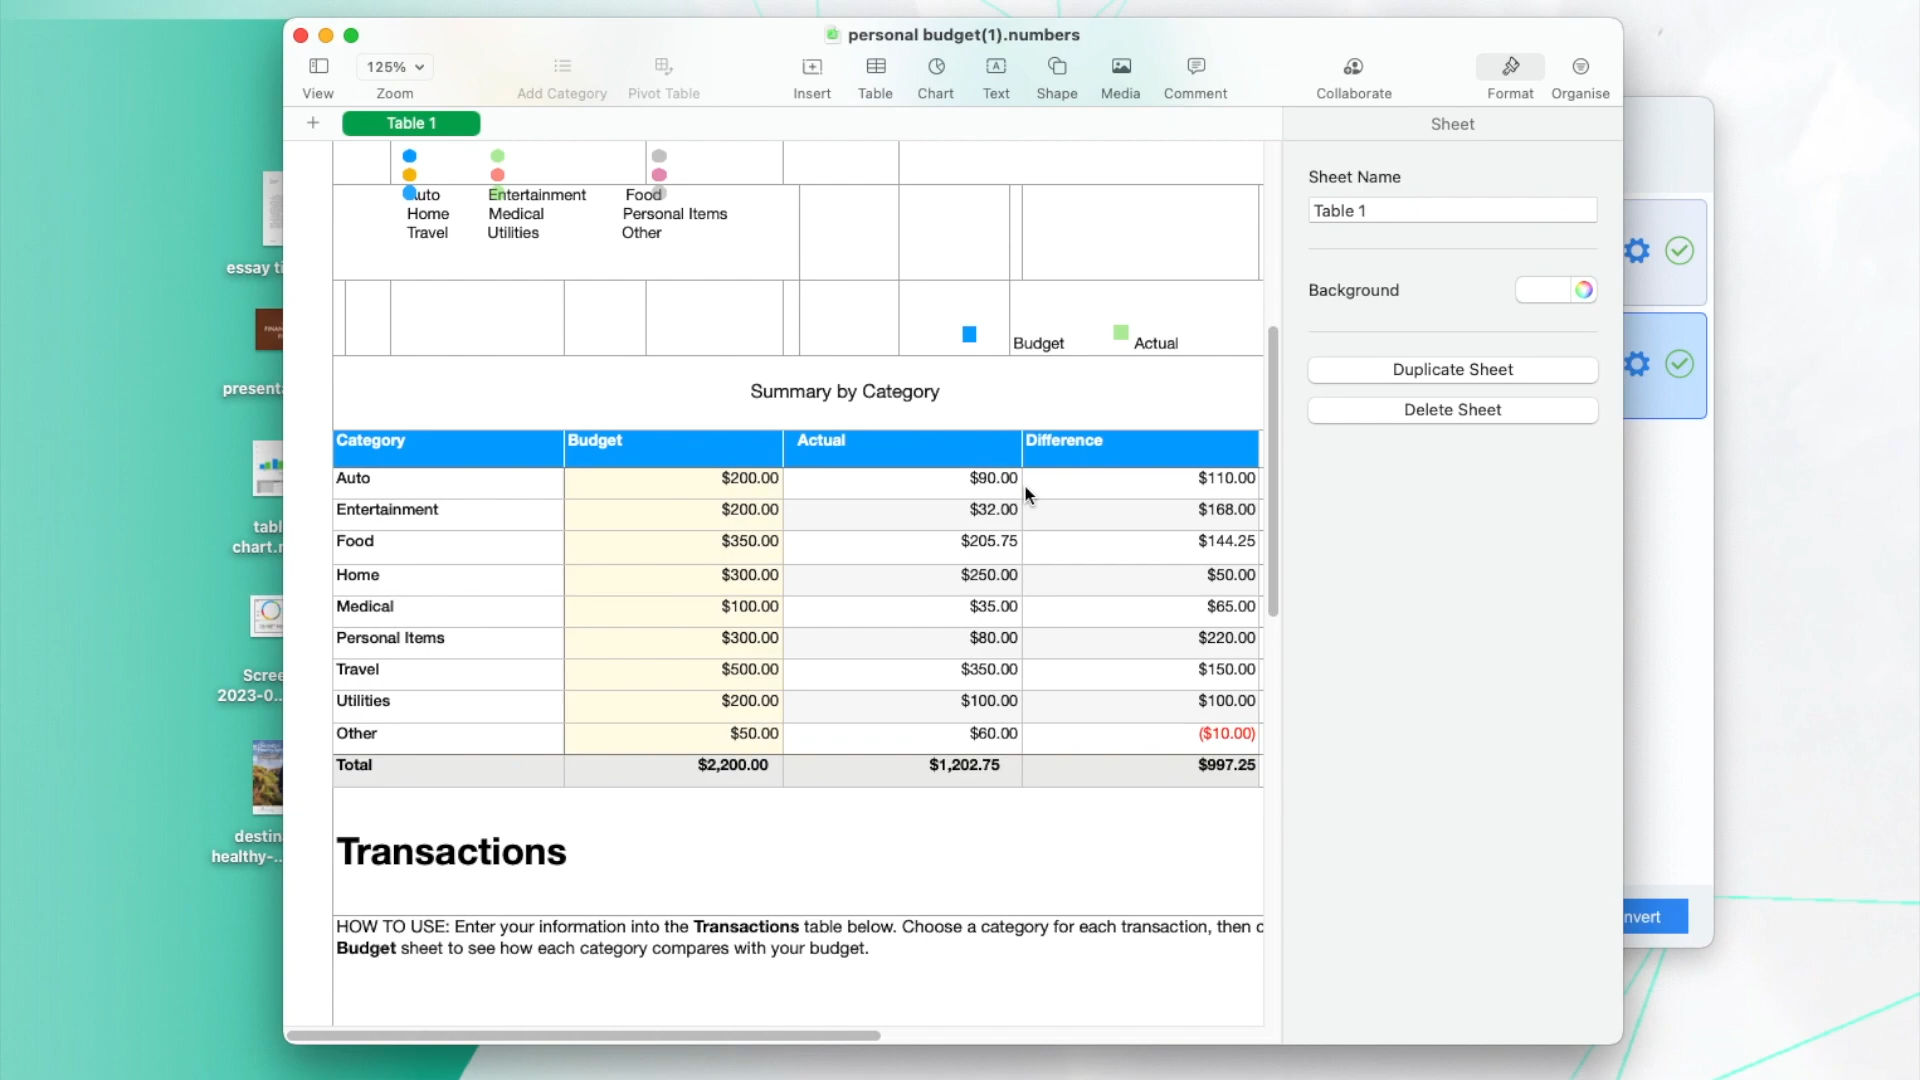 personal budget(1).numbers
125%
View
Zoom
Add Category
Pivot Table
Insert
Table
Chart
Text
Shape
Media
Comment
Collaborate
Format
Organise
+
Table 1
Sheet
Auto Entertainment Food
Home Medical Personal Items
Travel Utilities Other
Budget Actual
Summary by Category
Category Budget Actual Difference
Auto $200.00 $90.00 $110.00
Entertainment $200.00 $32.00 $168.00
Food $350.00 $205.75 $144.25
Home $300.00 $250.00 $50.00
Medical $100.00 $35.00 $65.00
Personal Items $300.00 $80.00 $220.00
Travel $500.00 $350.00 $150.00
Utilities $200.00 $100.00 $100.00
Other $50.00 $60.00 ($10.00)
Total $2,200.00 $1,202.75 $997.25
Transactions
HOW TO USE: Enter your information into the Transactions table below. Choose a category for each transaction, then
Budget sheet to see how each category compares with your budget.
Sheet Name
Table 1
Background
Duplicate Sheet
Delete Sheet
essay ti
presenta
tabl
chart.
Scree
2023-0...
destin
healthy-...
nvert